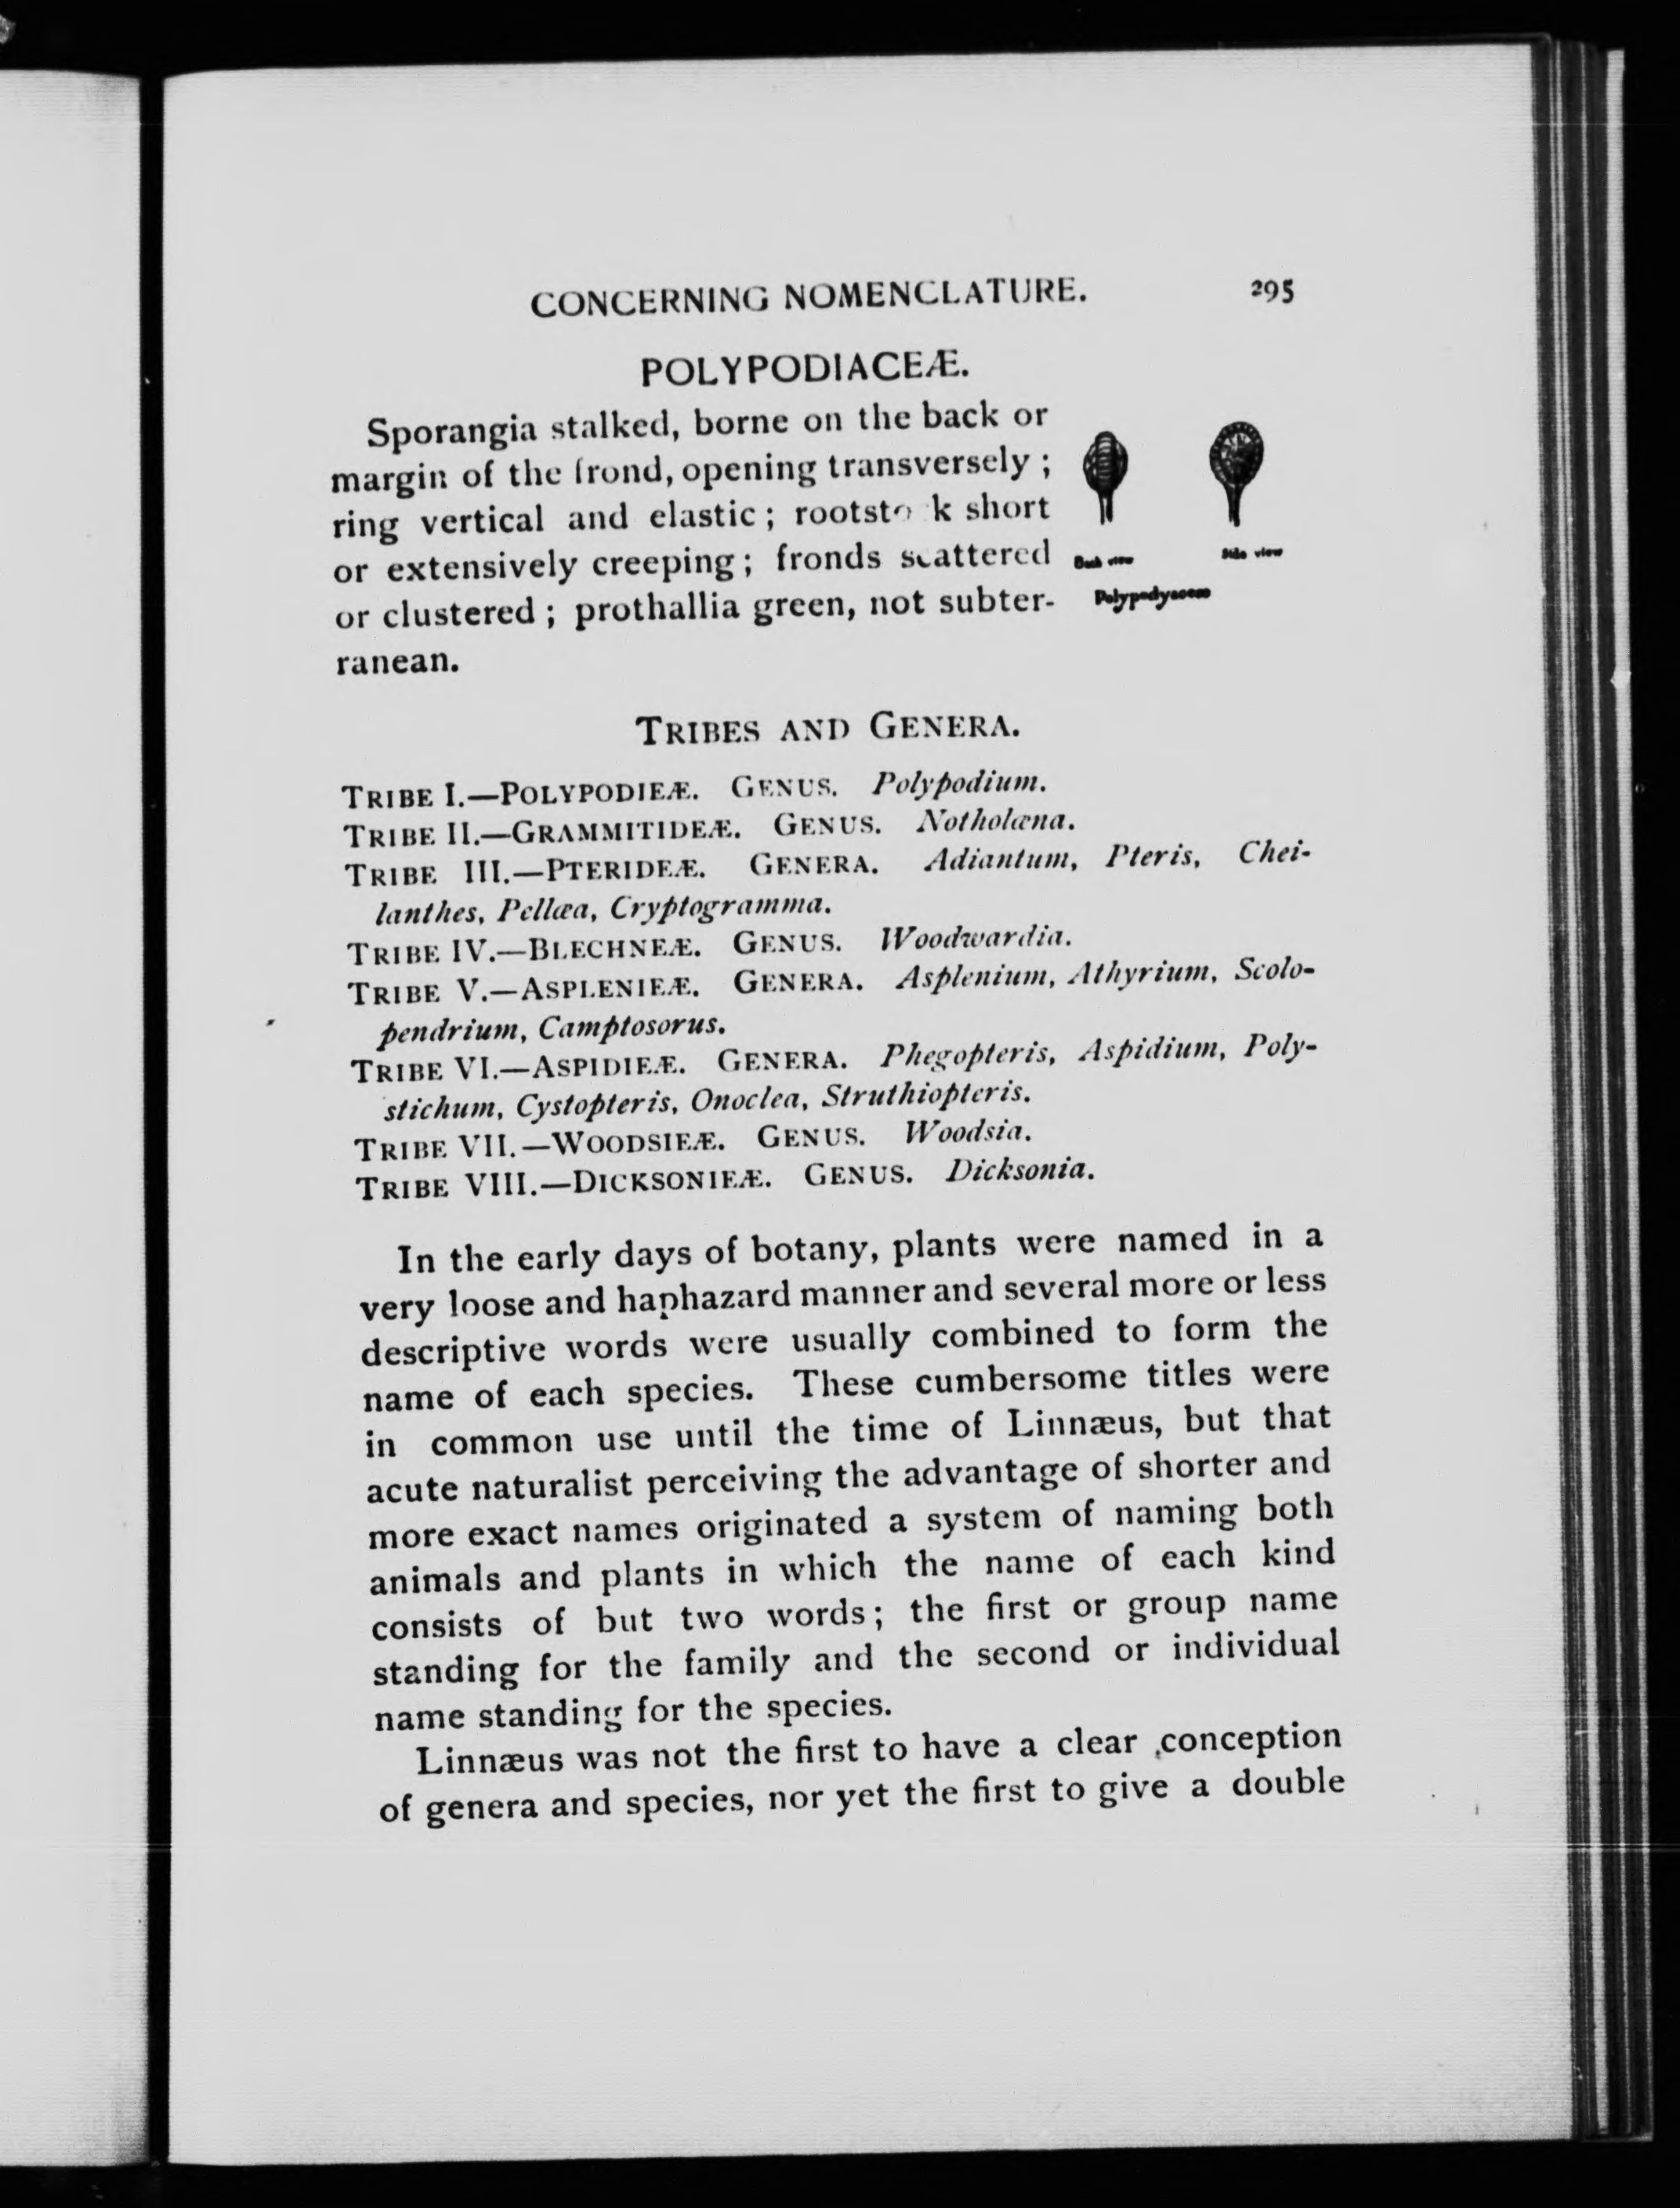 CONCERNING NOMENCLATURE. 295
POLYPODIACEÆ.
Sporangia stalked, borne on the back or
margin of the frond, opening transversely ;
ring vertical and elastic ; rootstock short
or extensively creeping ; fronds scattered
or clustered ; prothallia green, not subter-
ranean.
Back view
Side view
TRIBES AND GENERA.
TRIBE I.—POLYPODIEÆ. GENUS. Polypodium.
TRIBE II.—GRAMMITIDEÆ. GENUS. Notholæna.
TRIBE III.—PTERIDEÆ. GENERA. Adiantum, Pteris, Chei-
lanthes, Pellæa, Cryptogramma.
TRIBE IV.—BLECHNEÆ. GENUS. Woodwardia.
TRIBE V.—ASPLENIEÆ. GENERA. Asplenium, Athyrium, Scolo-
pendrium, Camptosorus.
TRIBE VI.—ASPIDIEÆ. GENERA. Phegopteris, Aspidium, Poly-
stichum, Cystopteris, Onoclea, Struthiopteris.
TRIBE VII.—WOODSIEÆ. GENUS. Woodsia.
TRIBE VIII.—DICKSONIEÆ. GENUS. Dicksonia.
In the early days of botany, plants were named in a
very loose and haphazard manner and several more or less
descriptive words were usually combined to form the
name of each species. These cumbersome titles were
in common use until the time of Linnæus, but that
acute naturalist perceiving the advantage of shorter and
more exact names originated a system of naming both
animals and plants in which the name of each kind
consists of but two words ; the first or group name
standing for the family and the second or individual
name standing for the species.
Linnæus was not the first to have a clear conception
of genera and species, nor yet the first to give a double